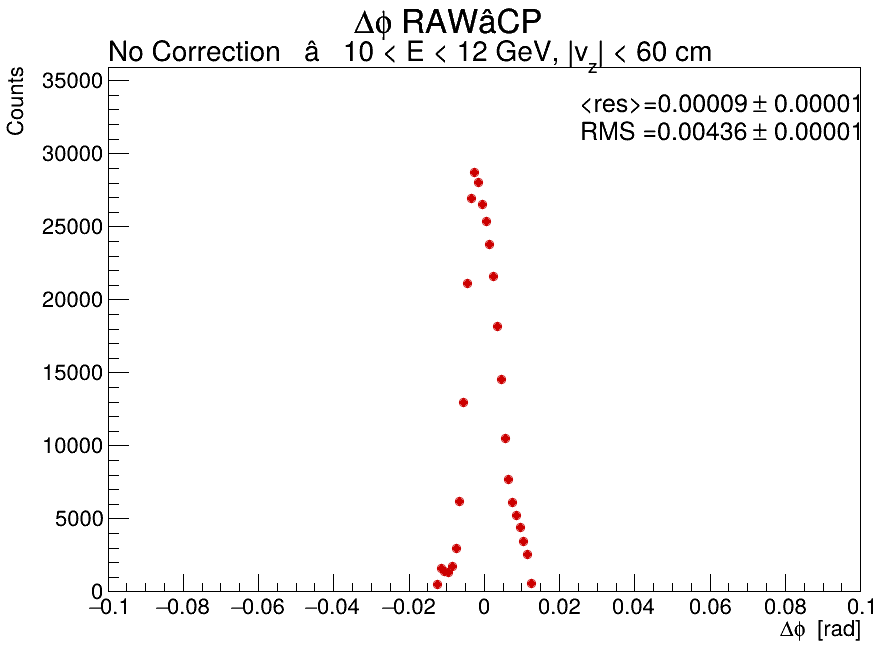 Δϕ RAWâCP
No Correction â 10 < E < 12 GeV, |v_z| < 60 cm
Counts
<res>=0.00009 ± 0.00001
RMS =0.00436 ± 0.00001
35000
30000
25000
20000
15000
10000
5000
0
−0.1 −0.08 −0.06 −0.04 −0.02 0 0.02 0.04 0.06 0.08 0.1
Δϕ [rad]